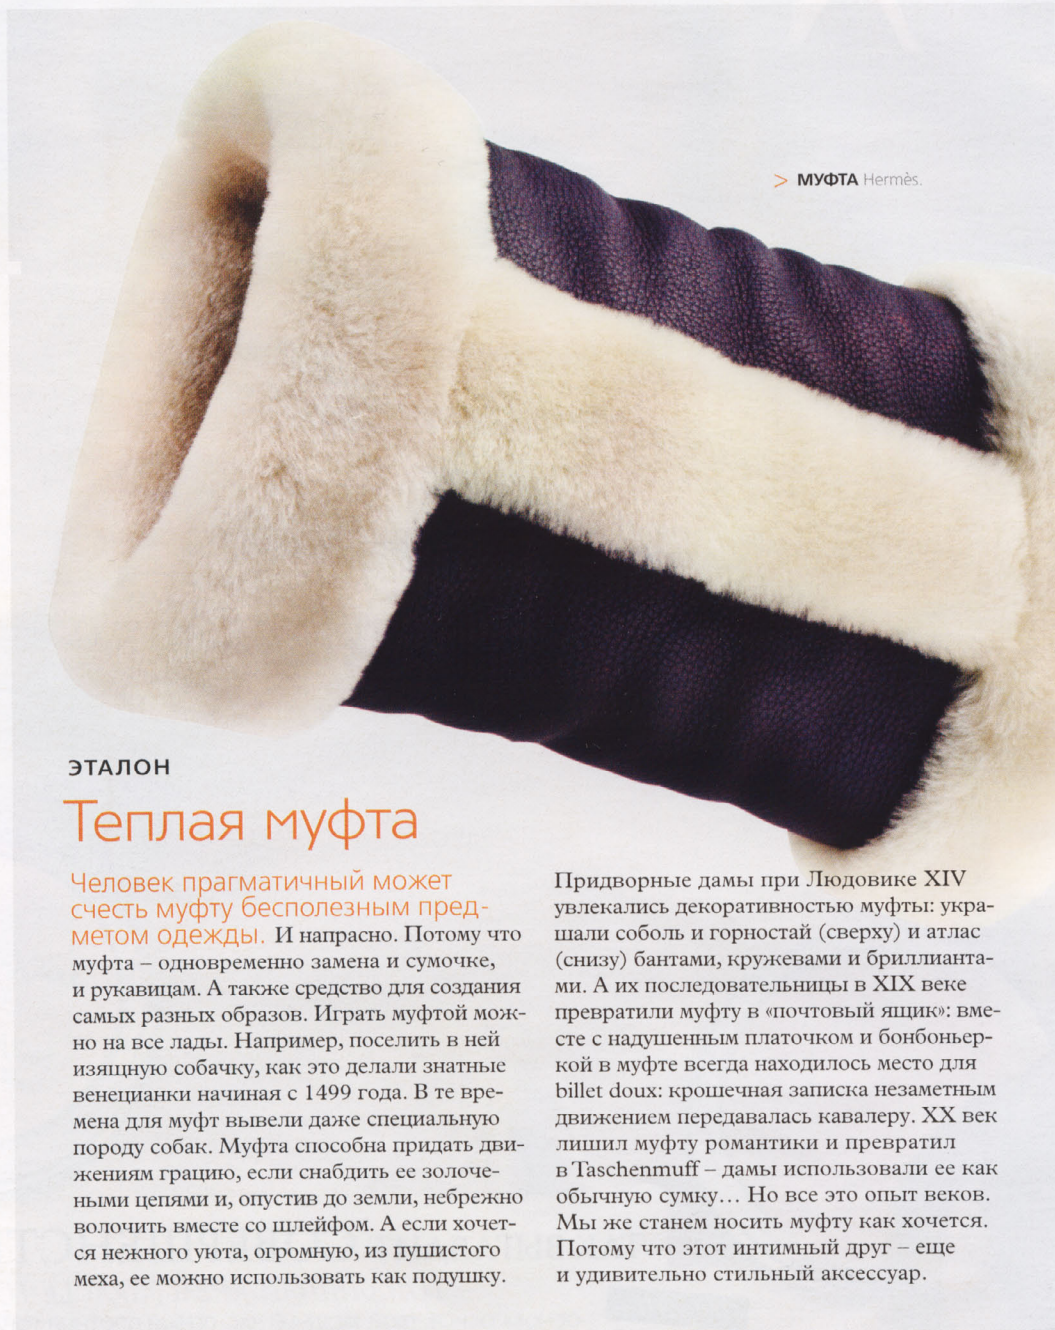 > МУФТА Hermès.
ЭТАЛОН
Теплая муфта
Человек прагматичный может
счесть муфту бесполезным пред-
метом одежды. И напрасно. Потому что
муфта – одновременно замена и сумочке,
и рукавицам. А также средство для создания
самых разных образов. Играть муфтой мож-
но на все лады. Например, поселить в ней
изящную собачку, как это делали знатные
венецианки начиная с 1499 года. В те вре-
мена для муфт вывели даже специальную
породу собак. Муфта способна придать дви-
жениям грацию, если снабдить ее золоче-
ными цепями и, опустив до земли, небрежно
волочить вместе со шлейфом. А если хочет-
ся нежного уюта, огромную, из пушистого
меха, ее можно использовать как подушку.
Придворные дамы при Людовике XIV
увлекались декоративностью муфты: укра-
шали соболь и горностай (сверху) и атлас
(снизу) бантами, кружевами и бриллианта-
ми. А их последовательницы в XIX веке
превратили муфту в «почтовый ящик»: вме-
сте с надушенным платочком и бонбоньер-
кой в муфте всегда находилось место для
billet doux: крошечная записка незаметным
движением передавалась кавалеру. XX век
лишил муфту романтики и превратил
в Taschenmuff – дамы использовали ее как
обычную сумку... Но все это опыт веков.
Мы же станем носить муфту как хочется.
Потому что этот интимный друг – еще
и удивительно стильный аксессуар.